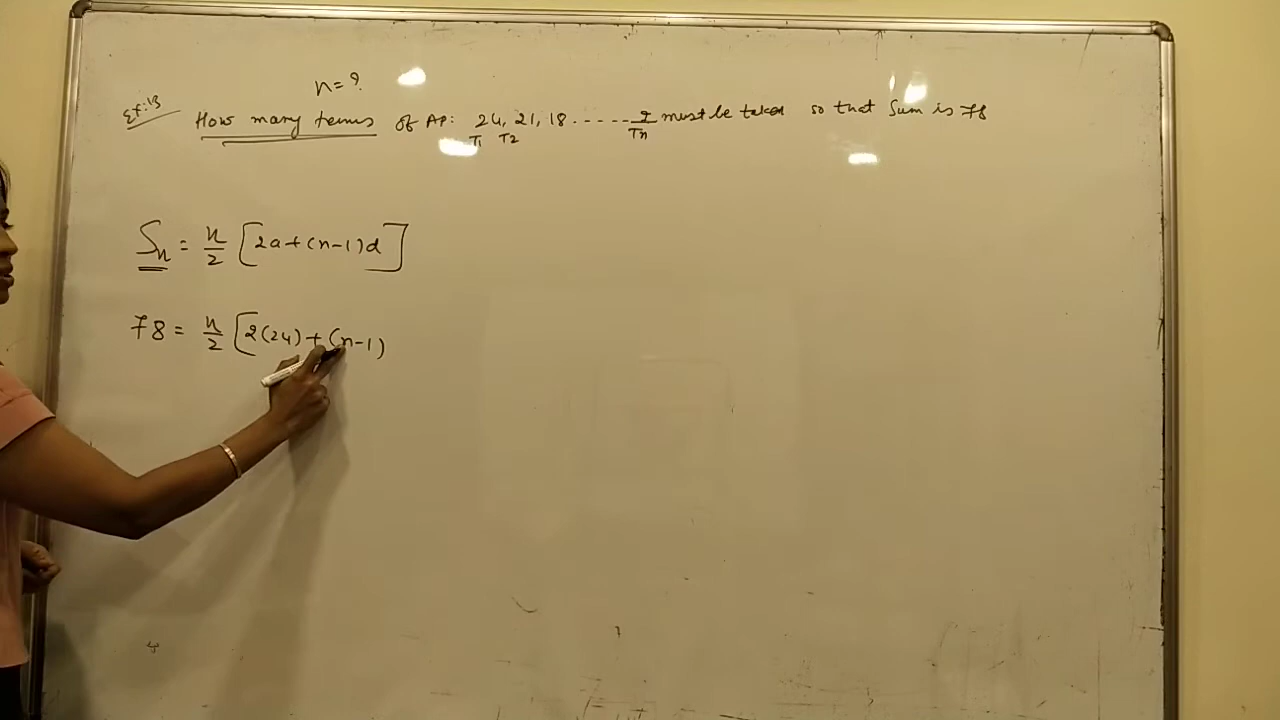 n = ?
Ex:13 How many terms of AP: 24, 21, 18 . . . . . . ? must be taken so that Sum is 78
T1 T2 Tn
Sn = n/2 [2a + (n-1)d]
78 = n/2 [2(24) + (n-1)